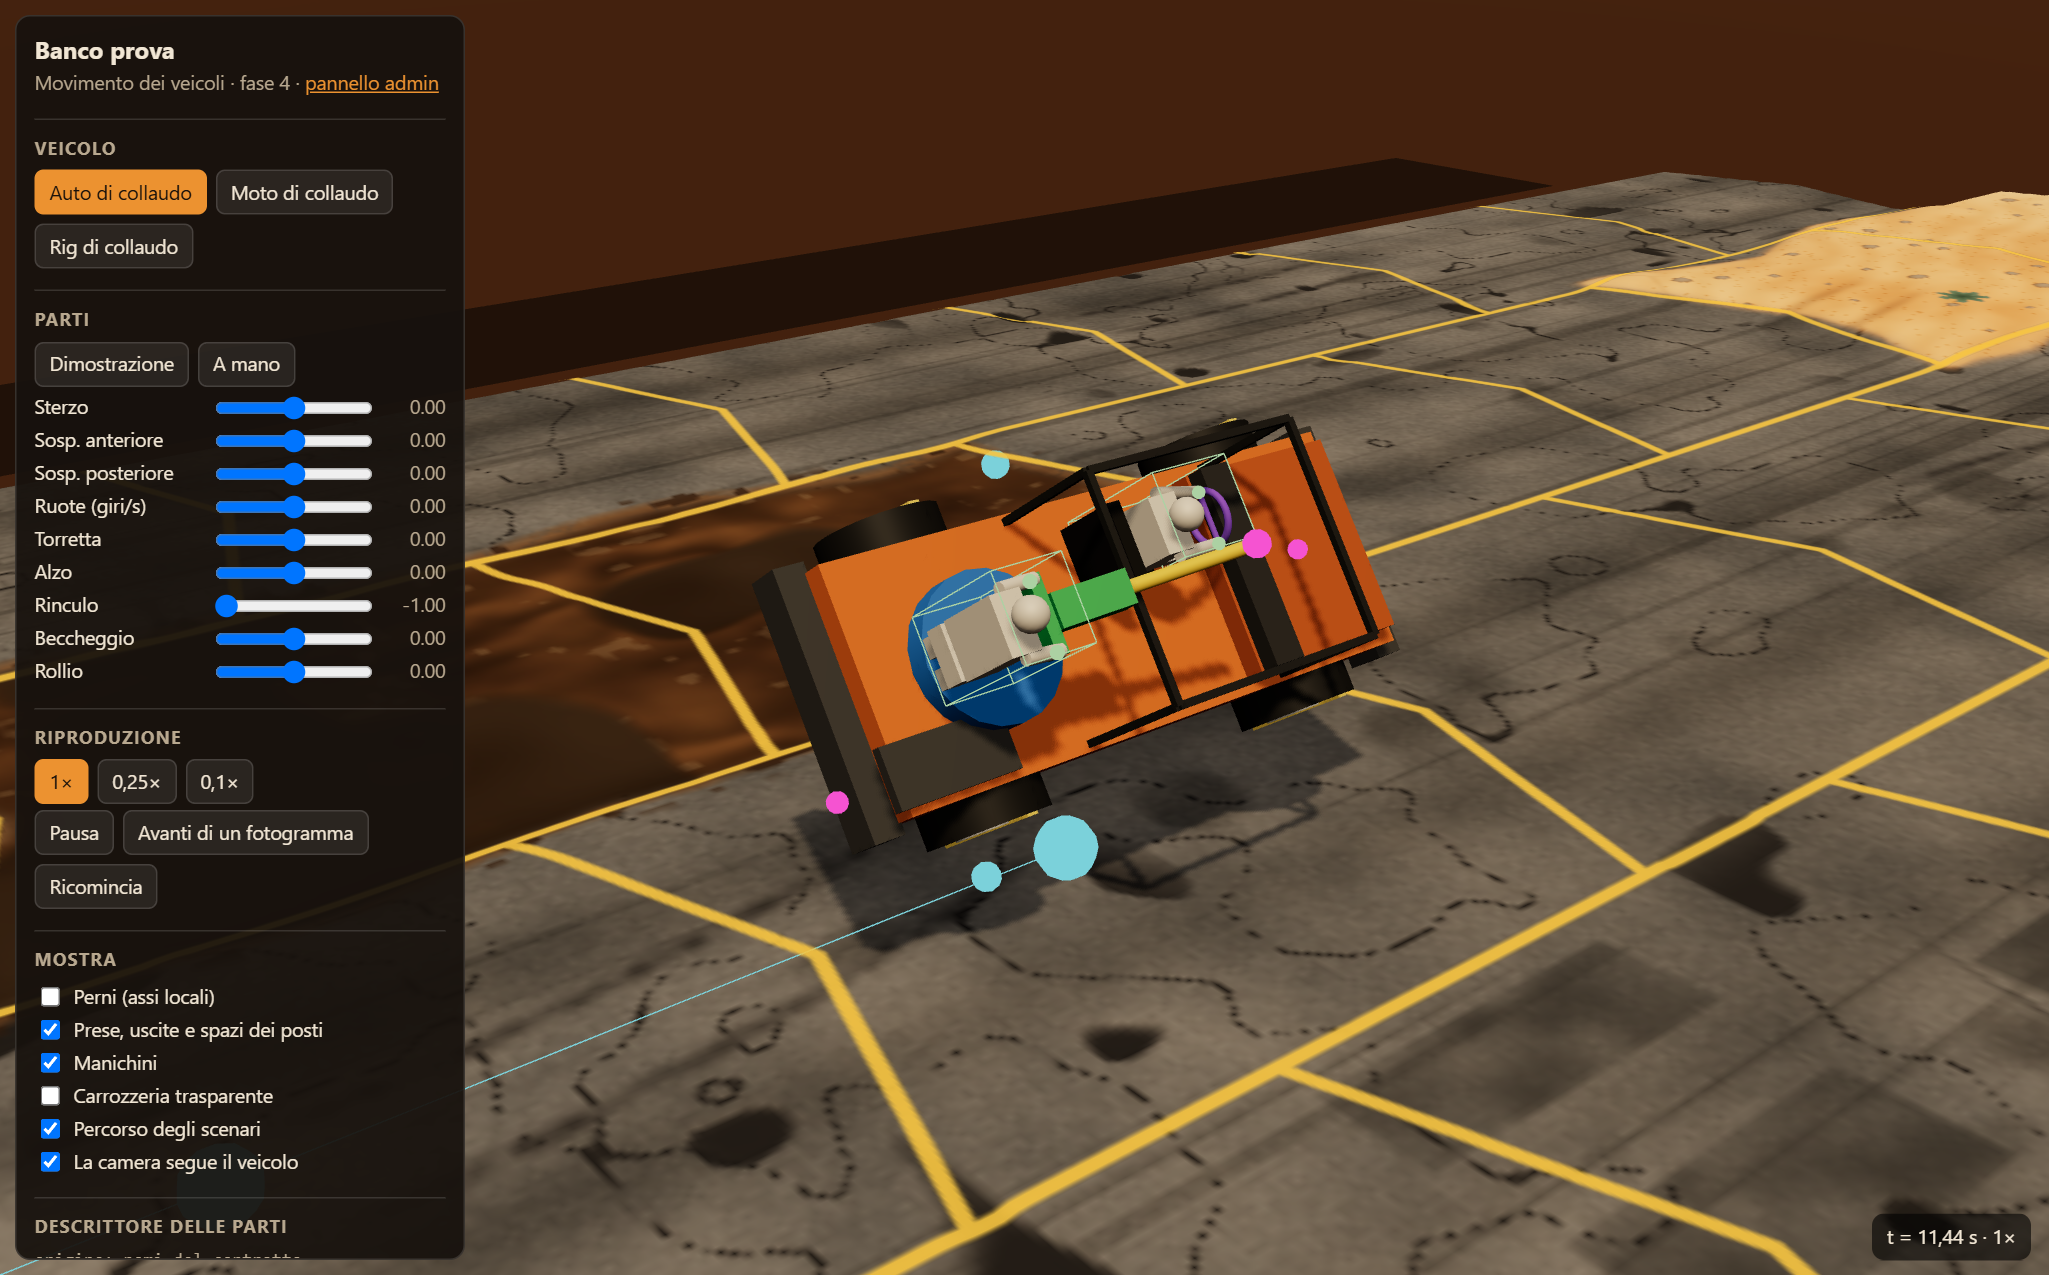 Banco prova
Movimento dei veicoli · fase 4 · pannello admin
VEICOLO
Auto di collaudo
Moto di collaudo
Rig di collaudo
PARTI
Dimostrazione
A mano
Sterzo 0.00
Sosp. anteriore 0.00
Sosp. posteriore 0.00
Ruote (giri/s) 0.00
Torretta 0.00
Alzo 0.00
Rinculo -1.00
Beccheggio 0.00
Rollio 0.00
RIPRODUZIONE
1×
0,25×
0,1×
Pausa
Avanti di un fotogramma
Ricomincia
MOSTRA
Perni (assi locali)
Prese, uscite e spazi dei posti
Manichini
Carrozzeria trasparente
Percorso degli scenari
La camera segue il veicolo
DESCRITTORE DELLE PARTI
t = 11,44 s · 1×